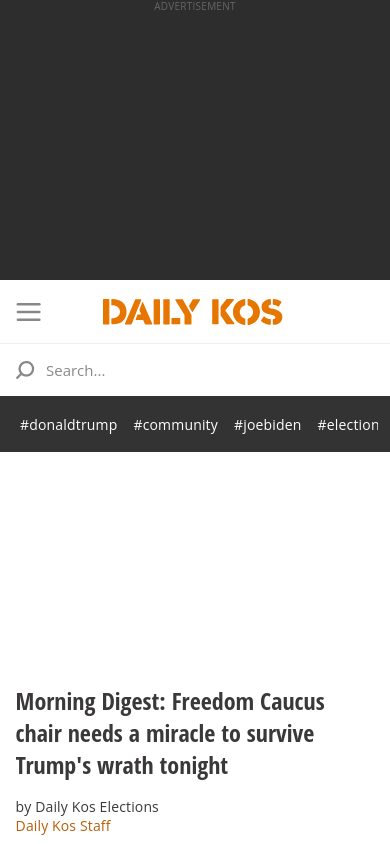 ADVERTISEMENT
DAILY KOS
Search...
#donaldtrump #community #joebiden #election
Morning Digest: Freedom Caucus
chair needs a miracle to survive
Trump's wrath tonight
by Daily Kos Elections
Daily Kos Staff